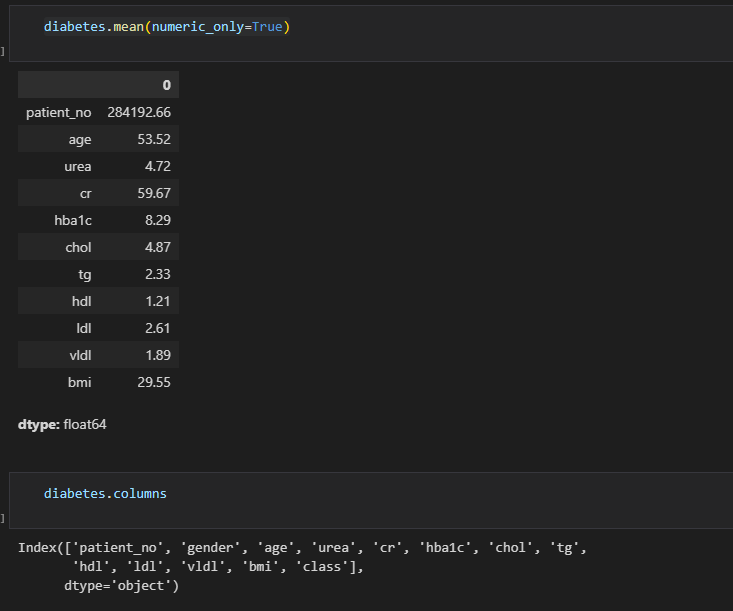 diabetes.mean(numeric_only=True)
]
0
patient_no 284192.66
age 53.52
urea 4.72
cr 59.67
hba1c 8.29
chol 4.87
tg 2.33
hdl 1.21
ldl 2.61
vldl 1.89
bmi 29.55
dtype: float64
diabetes.columns
]
Index(['patient_no', 'gender', 'age', 'urea', 'cr', 'hba1c', 'chol', 'tg',
'hdl', 'ldl', 'vldl', 'bmi', 'class'],
dtype='object')